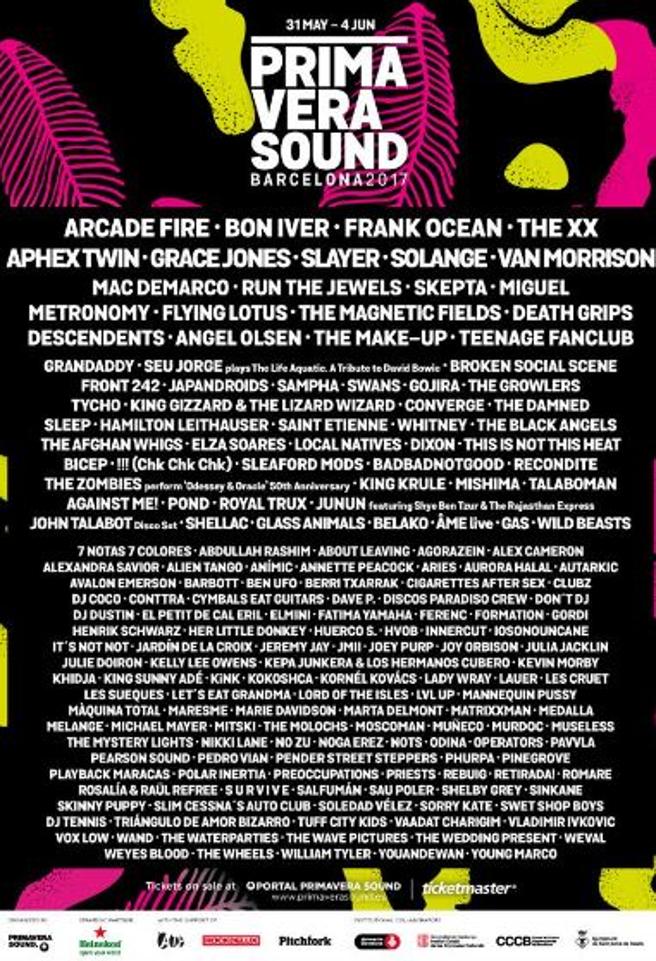 31 MAY – 4 JUN
PRIMA
VERA
SOUND
BARCELONA2017
ARCADE FIRE · BON IVER · FRANK OCEAN · THE XX
APHEX TWIN · GRACE JONES · SLAYER · SOLANGE · VAN MORRISON
MAC DEMARCO · RUN THE JEWELS · SKEPTA · MIGUEL
METRONOMY · FLYING LOTUS · THE MAGNETIC FIELDS · DEATH GRIPS
DESCENDENTS · ANGEL OLSEN · THE MAKE–UP · TEENAGE FANCLUB
GRANDADDY · SEU JORGE plays The Life Aquatic. A Tribute to David Bowie · BROKEN SOCIAL SCENE
FRONT 242 · JAPANDROIDS · SAMPHA · SWANS · GOJIRA · THE GROWLERS
TYCHO · KING GIZZARD & THE LIZARD WIZARD · CONVERGE · THE DAMNED
SLEEP · HAMILTON LEITHAUSER · SAINT ETIENNE · WHITNEY · THE BLACK ANGELS
THE AFGHAN WHIGS · ELZA SOARES · LOCAL NATIVES · DIXON · THIS IS NOT THIS HEAT
BICEP · !!! (Chk Chk Chk) · SLEAFORD MODS · BADBADNOTGOOD · RECONDITE
THE ZOMBIES perform 'Odessey & Oracle' 50th Anniversary · KING KRULE · MISHIMA · TALABOMAN
AGAINST ME! · POND · ROYAL TRUX · JUNUN featuring Shye Ben Tzur & The Rajasthan Express
JOHN TALABOT Disco Set · SHELLAC · GLASS ANIMALS · BELAKO · ÂME live · GAS · WILD BEASTS
7 NOTAS 7 COLORES · ABDULLAH RASHIM · ABOUT LEAVING · AGORAZEIN · ALEX CAMERON
ALEXANDRA SAVIOR · ALIEN TANGO · ANÍMIC · ANNETTE PEACOCK · ARIES · AURORA HALAL · AUTARKIC
AVALON EMERSON · BARBOTT · BEN UFO · BERRI TXARRAK · CIGARETTES AFTER SEX · CLUBZ
DJ COCO · CONTTRA · CYMBALS EAT GUITARS · DAVE P. · DISCOS PARADISO CREW · DON´T DJ
DJ DUSTIN · EL PETIT DE CAL ERIL · ELMINI · FATIMA YAMAHA · FERENC · FORMATION · GORDI
HENRIK SCHWARZ · HER LITTLE DONKEY · HUERCO S. · HVOB · INNERCUT · IOSONOUNCANE
IT´S NOT NOT · JARDÍN DE LA CROIX · JEREMY JAY · JMII · JOEY PURP · JOY ORBISON · JULIA JACKLIN
JULIE DOIRON · KELLY LEE OWENS · KEPA JUNKERA & LOS HERMANOS CUBERO · KEVIN MORBY
KHIDJA · KING SUNNY ADÉ · KiNK · KOKOSHCA · KORNÉL KOVÁCS · LADY WRAY · LAUER · LES CRUET
LES SUEQUES · LET´S EAT GRANDMA · LORD OF THE ISLES · LVL UP · MANNEQUIN PUSSY
MÀQUINA TOTAL · MARESME · MARIE DAVIDSON · MARTA DELMONT · MATRIXXMAN · MEDALLA
MELANGE · MICHAEL MAYER · MITSKI · THE MOLOCHS · MOSCOMAN · MUÑECO · MURDOC · MUSELESS
THE MYSTERY LIGHTS · NIKKI LANE · NO ZU · NOGA EREZ · NOTS · ODINA · OPERATORS · PAVVLA
PEARSON SOUND · PEDRO VIAN · PENDER STREET STEPPERS · PHURPA · PINEGROVE
PLAYBACK MARACAS · POLAR INERTIA · PREOCCUPATIONS · PRIESTS · REBUIG · RETIRADA! · ROMARE
ROSALÍA & RAÜL REFREE · S U R V I V E · SALFUMÁN · SAU POLER · SHELBY GREY · SINKANE
SKINNY PUPPY · SLIM CESSNA´S AUTO CLUB · SOLEDAD VÉLEZ · SORRY KATE · SWET SHOP BOYS
DJ TENNIS · TRIÁNGULO DE AMOR BIZARRO · TUFF CITY KIDS · VAADAT CHARIGIM · VLADIMIR IVKOVIC
VOX LOW · WAND · THE WATERPARTIES · THE WAVE PICTURES · THE WEDDING PRESENT · WEVAL
WEYES BLOOD · THE WHEELS · WILLIAM TYLER · YOUANDEWAN · YOUNG MARCO
Tickets on sale at PORTAL PRIMAVERA SOUND | ticketmaster
www.primaverasound.es
PRIMAVERA SOUND. Heineken Pitchfork CCCB